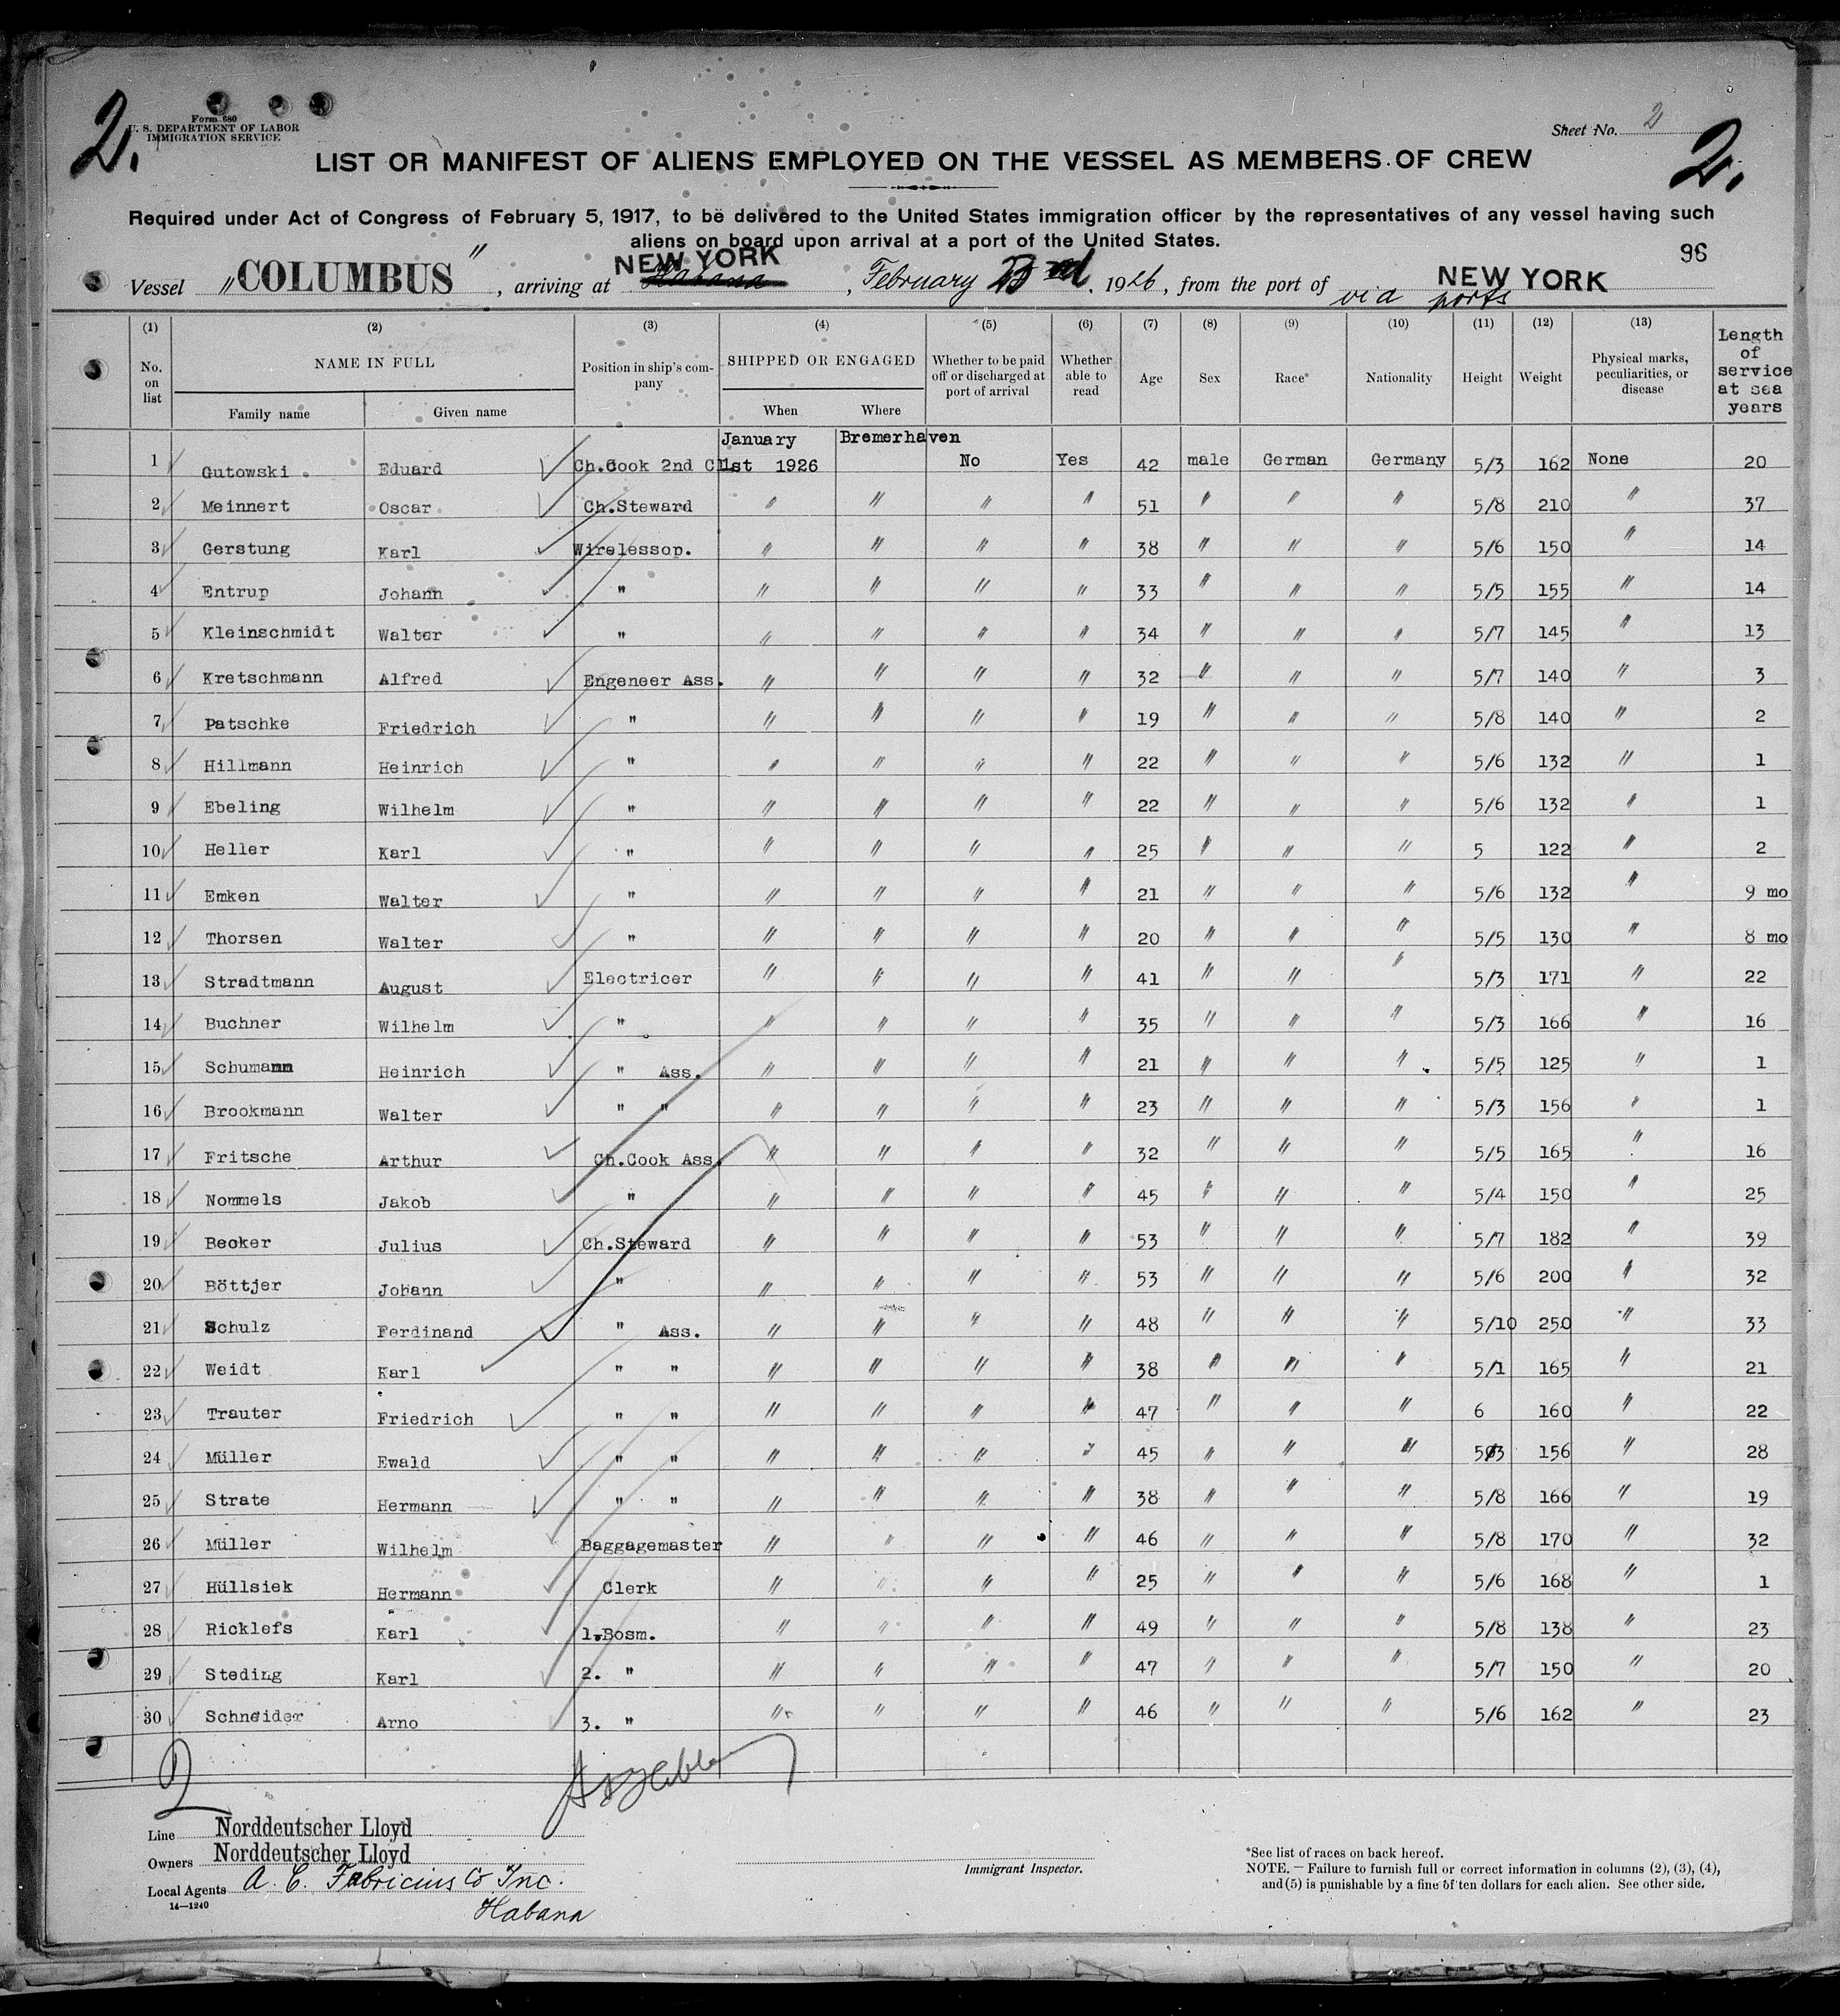 2.
Form 680
U. S. DEPARTMENT OF LABOR
IMMIGRATION SERVICE
Sheet No. 2
2.
LIST OR MANIFEST OF ALIENS EMPLOYED ON THE VESSEL AS MEMBERS OF CREW
Required under Act of Congress of February 5, 1917, to be delivered to the United States immigration officer by the representatives of any vessel having such
aliens on board upon arrival at a port of the United States.
96
Vessel "COLUMBUS", arriving at NEW YORK Habana, February 1926, from the port of NEW YORK via ports
(1) (2) (3) (4) (5) (6) (7) (8) (9) (10) (11) (12) (13)
No. on list NAME IN FULL Family name Given name Position in ship's company SHIPPED OR ENGAGED When Where Whether to be paid off or discharged at port of arrival Whether able to read Age Sex Race* Nationality Height Weight Physical marks, peculiarities, or disease Length of service at sea years
1 Gutowski Eduard Ch.Cook 2nd Cl January 1st 1926 Bremerhaven No Yes 42 male German Germany 5/3 162 None 20
2 Meinnert Oscar Ch.Steward " " " " 51 " " " 5/8 210 " 37
3 Gerstung Karl Wirelessop. " " " " 38 " " " 5/6 150 " 14
4 Entrup Johann " " " " " 33 " " " 5/5 155 " 14
5 Kleinschmidt Walter " " " " " 34 " " " 5/7 145 " 13
6 Kretschmann Alfred Engeneer Ass. " " " " 32 " " " 5/7 140 " 3
7 Patschke Friedrich " " " " " 19 " " " 5/8 140 " 2
8 Hillmann Heinrich " " " " " 22 " " " 5/6 132 " 1
9 Ebeling Wilhelm " " " " " 22 " " " 5/6 132 " 1
10 Heller Karl " " " " " 25 " " " 5 122 " 2
11 Emken Walter " " " " " 21 " " " 5/6 132 " 9 mo
12 Thorsen Walter " " " " " 20 " " " 5/5 130 " 8 mo
13 Stradtmann August Electricer " " " " 41 " " " 5/3 171 " 22
14 Buchner Wilhelm " " " " " 35 " " " 5/3 166 " 16
15 Schumann Heinrich " Ass. " " " " 21 " " " 5/5 125 " 1
16 Brookmann Walter " " " " " " 23 " " " 5/3 156 " 1
17 Fritsche Arthur Ch.Cook Ass. " " " " 32 " " " 5/5 165 " 16
18 Nommels Jakob " " " " " 45 " " " 5/4 150 " 25
19 Becker Julius Ch.Steward " " " " 53 " " " 5/7 182 " 39
20 Böttjer Johann " " " " " 53 " " " 5/6 200 " 32
21 Schulz Ferdinand " Ass. " " " " 48 " " " 5/10 250 " 33
22 Weidt Karl " " " " " " 38 " " " 5/1 165 " 21
23 Trauter Friedrich " " " " " " 47 " " " 6 160 " 22
24 Müller Ewald " " " " " " 45 " " " 5/3 156 " 28
25 Strate Hermann " " " " " " 38 " " " 5/8 166 " 19
26 Müller Wilhelm Baggagemaster " " " " 46 " " " 5/8 170 " 32
27 Hüllsiek Hermann Clerk " " " " 25 " " " 5/6 168 " 1
28 Ricklefs Karl 1.Bosm. " " " " 49 " " " 5/8 138 " 23
29 Steding Karl 2. " " " " " 47 " " " 5/7 150 " 20
30 Schneider Arno 3. " " " " " 46 " " " 5/6 162 " 23
Line Norddeutscher Lloyd
Owners Norddeutscher Lloyd
Local Agents A. C. Fabricius Co Inc.
14—1240
Habana
Immigrant Inspector.
*See list of races on back hereof.
NOTE.—Failure to furnish full or correct information in columns (2), (3), (4),
and (5) is punishable by a fine of ten dollars for each alien. See other side.